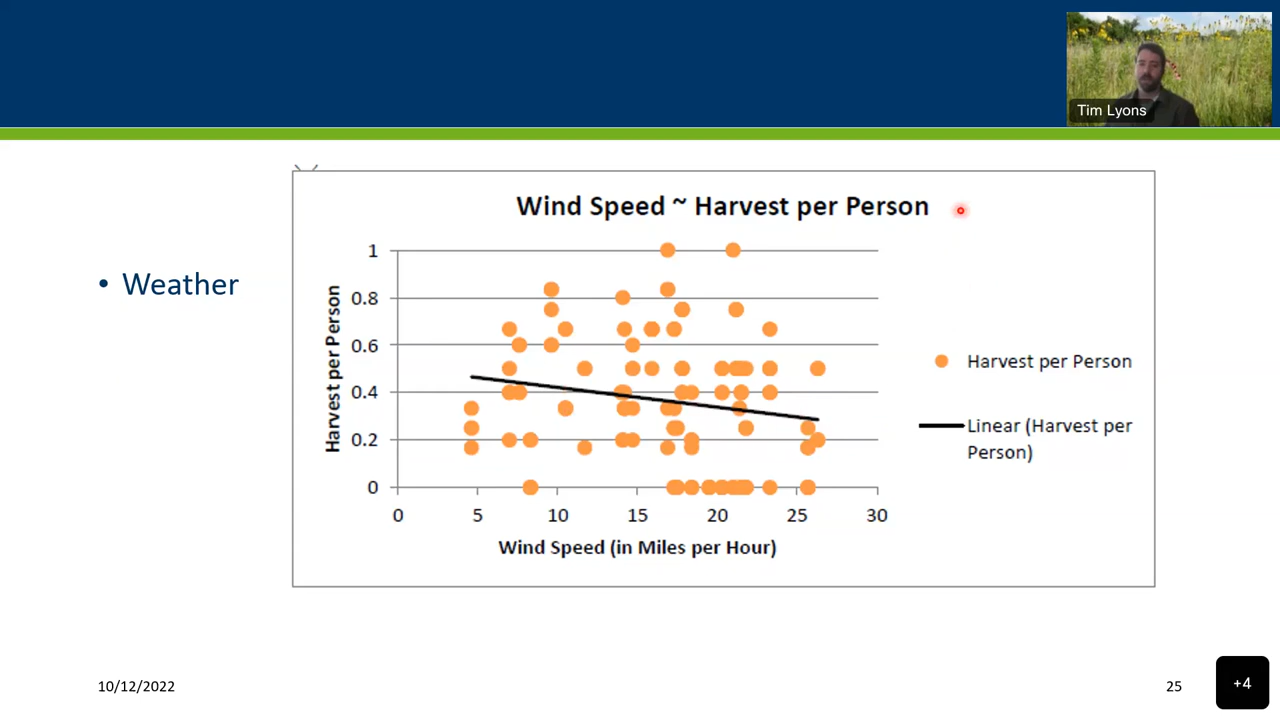 Tim Lyons
Wind Speed ~ Harvest per Person
• Weather
Harvest per Person
1
0.8
0.6
0.4
0.2
0
0 5 10 15 20 25 30
Wind Speed (in Miles per Hour)
Harvest per Person
Linear (Harvest per
Person)
10/12/2022
25
+4